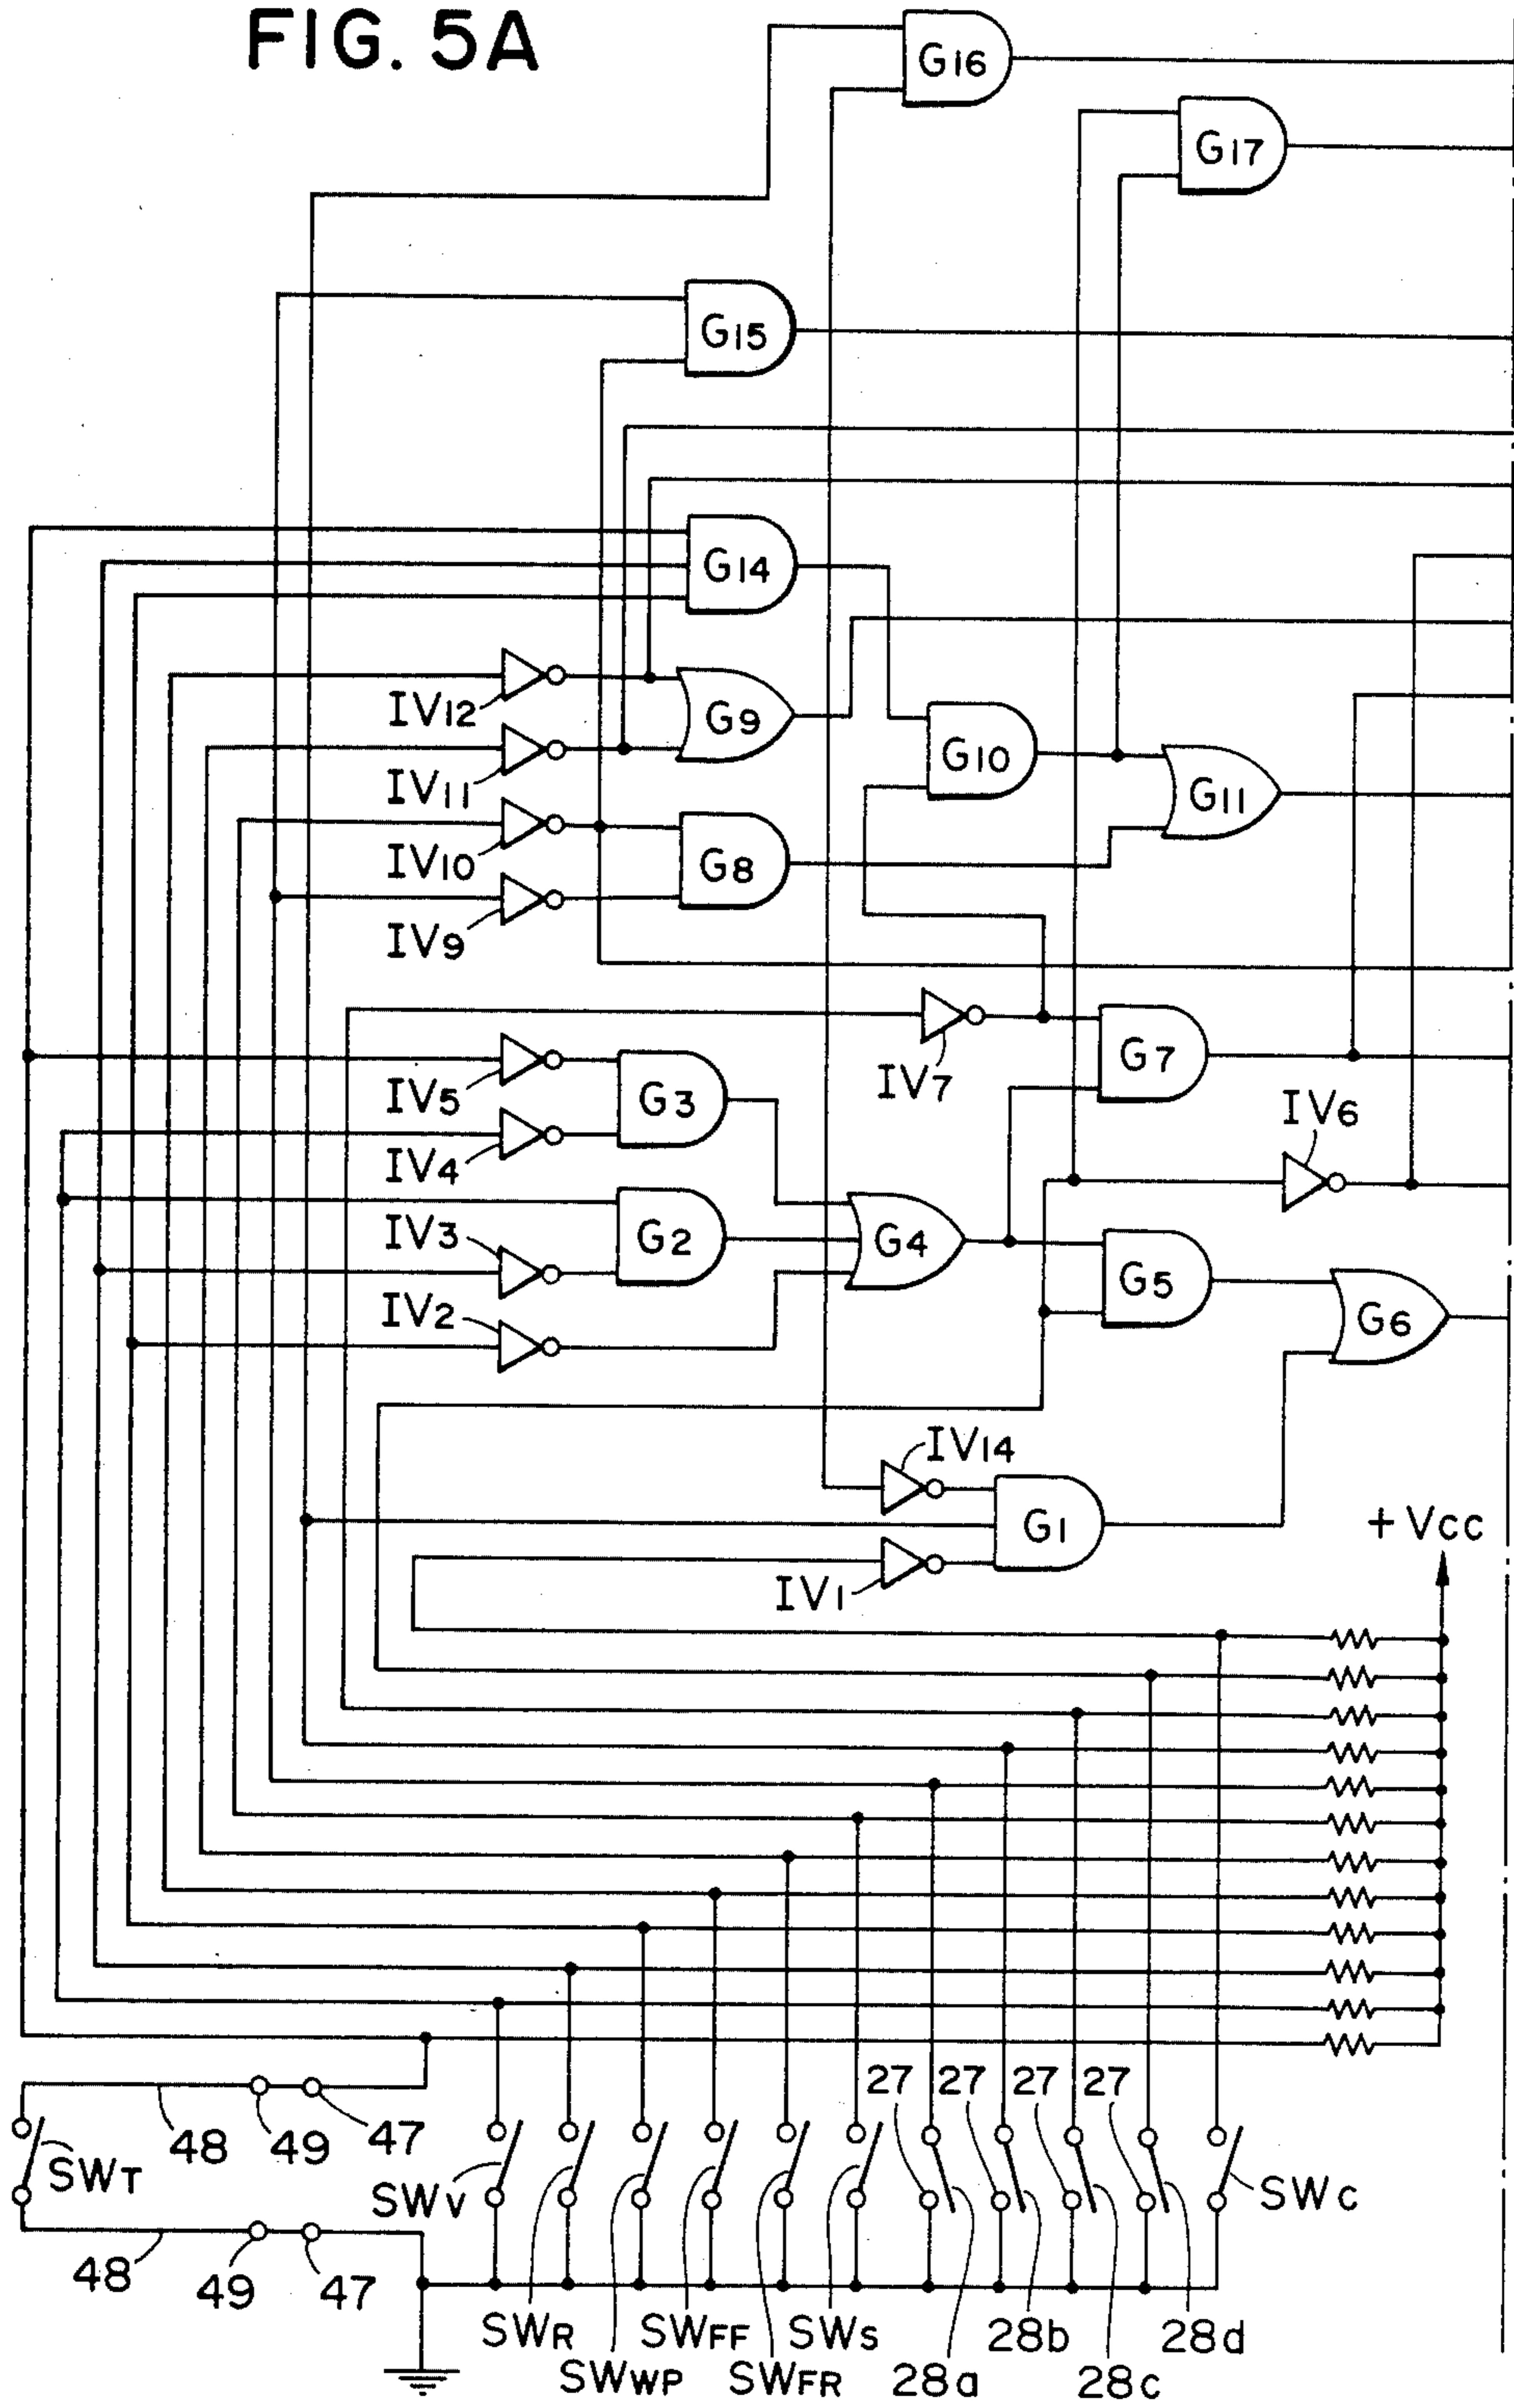 FIG. 5A
G16
G17
G15
G14
IV12
G9
IV11
G10
G11
IV10
G8
IV9
IV7
G7
IV5
G3
IV6
IV4
IV3
G2
G4
G5
IV2
G6
IV14
G1
+VCC
IV1
27 27 27 27
48 49 47
SWT
SWV
27
SWC
48 49 47
SWR SWFF SWS 28b 28d
SWWP SWFR 28a 28c